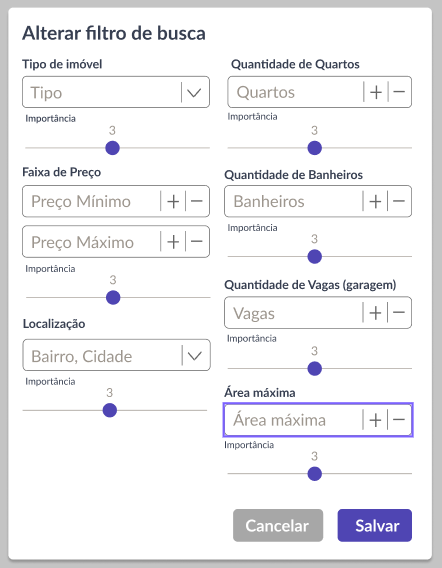 Alterar filtro de busca
Tipo de imóvel
Tipo
Importância
3
Faixa de Preço
Preço Mínimo
Preço Máximo
Importância
3
Localização
Bairro, Cidade
Importância
3
Quantidade de Quartos
Quartos
Importância
3
Quantidade de Banheiros
Banheiros
Importância
3
Quantidade de Vagas (garagem)
Vagas
Importância
3
Área máxima
Área máxima
Importância
3
Cancelar
Salvar